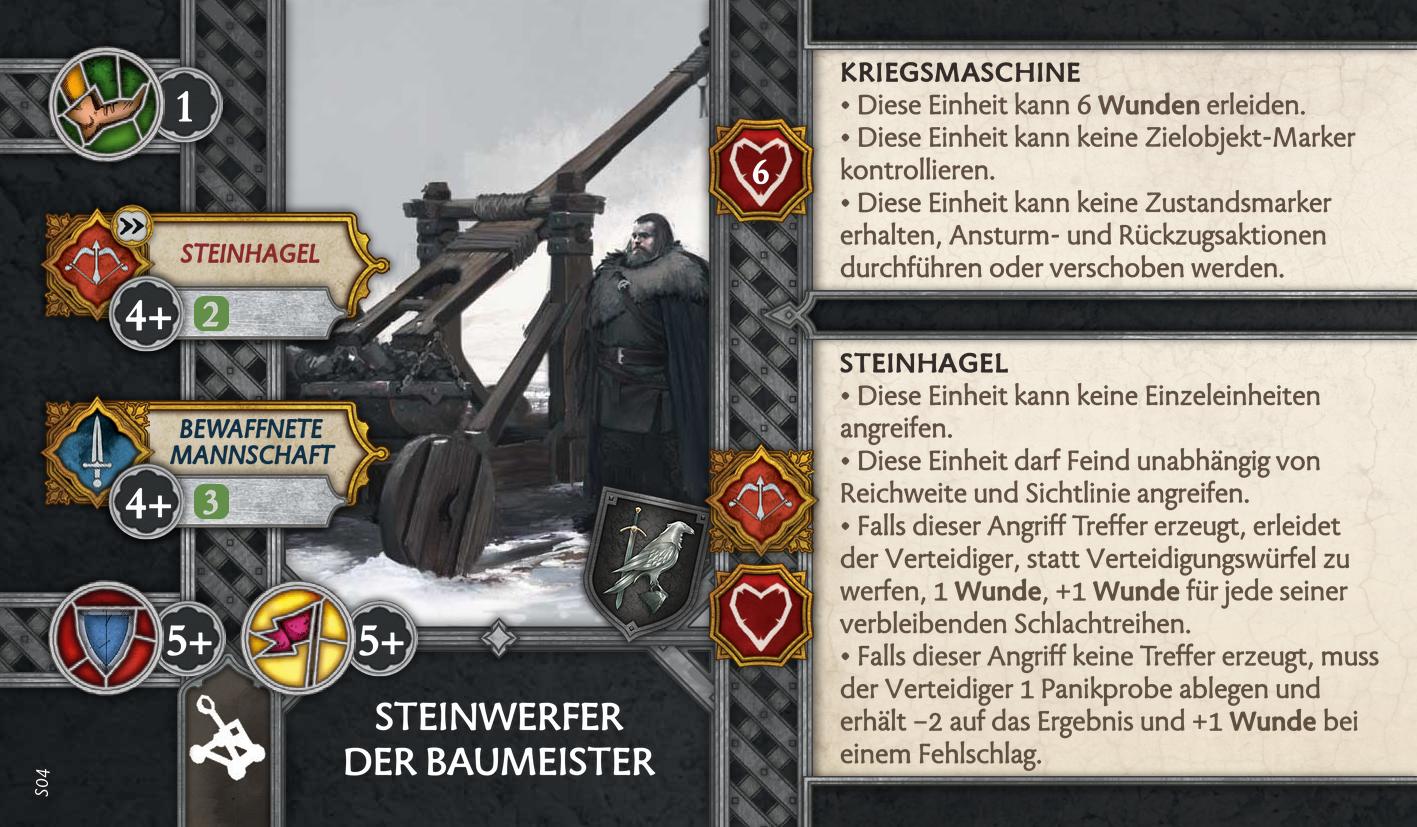 1
STEINHAGEL
4+
2
BEWAFFNETE
MANNSCHAFT
4+
3
5+
5+
STEINWERFER
DER BAUMEISTER
S04
6
KRIEGSMASCHINE
• Diese Einheit kann 6 Wunden erleiden.
• Diese Einheit kann keine Zielobjekt-Marker
kontrollieren.
• Diese Einheit kann keine Zustandsmarker
erhalten, Ansturm- und Rückzugsaktionen
durchführen oder verschoben werden.
STEINHAGEL
• Diese Einheit kann keine Einzeleinheiten
angreifen.
• Diese Einheit darf Feind unabhängig von
Reichweite und Sichtlinie angreifen.
• Falls dieser Angriff Treffer erzeugt, erleidet
der Verteidiger, statt Verteidigungswürfel zu
werfen, 1 Wunde, +1 Wunde für jede seiner
verbleibenden Schlachtreihen.
• Falls dieser Angriff keine Treffer erzeugt, muss
der Verteidiger 1 Panikprobe ablegen und
erhält –2 auf das Ergebnis und +1 Wunde bei
einem Fehlschlag.